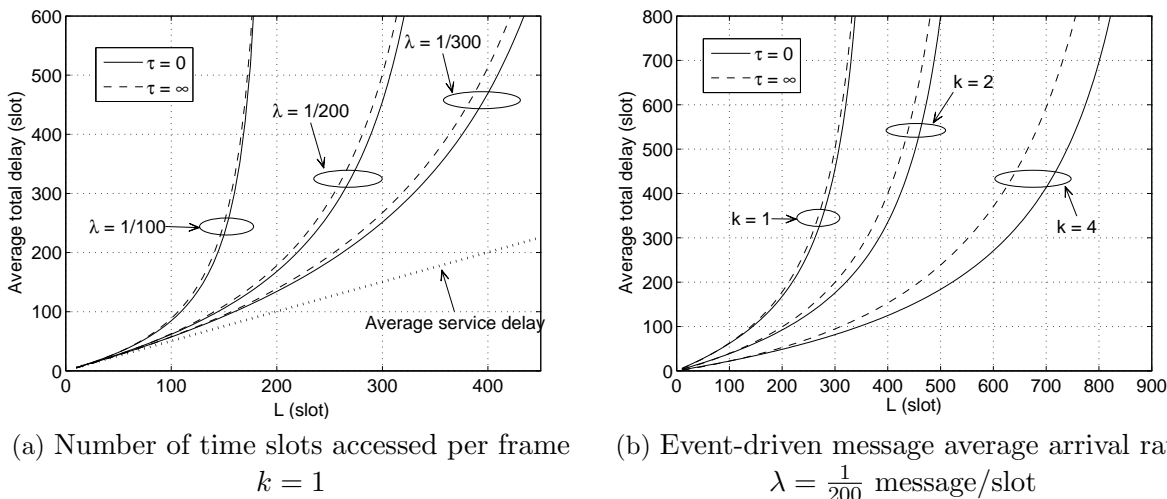 600
500
400
300
200
100
0
100
200
300
400
Average total delay (slot)
L (slot)
τ = 0
τ = ∞
λ = 1/300
λ = 1/200
λ = 1/100
Average service delay
800
700
600
500
400
300
200
100
0
0
100
200
300
400
500
600
700
800
900
Average total delay (slot)
L (slot)
τ = 0
τ = ∞
k = 2
k = 1
k = 4
(a) Number of time slots accessed per frame
k = 1
(b) Event-driven message average arrival ra
λ = 1/200 message/slot